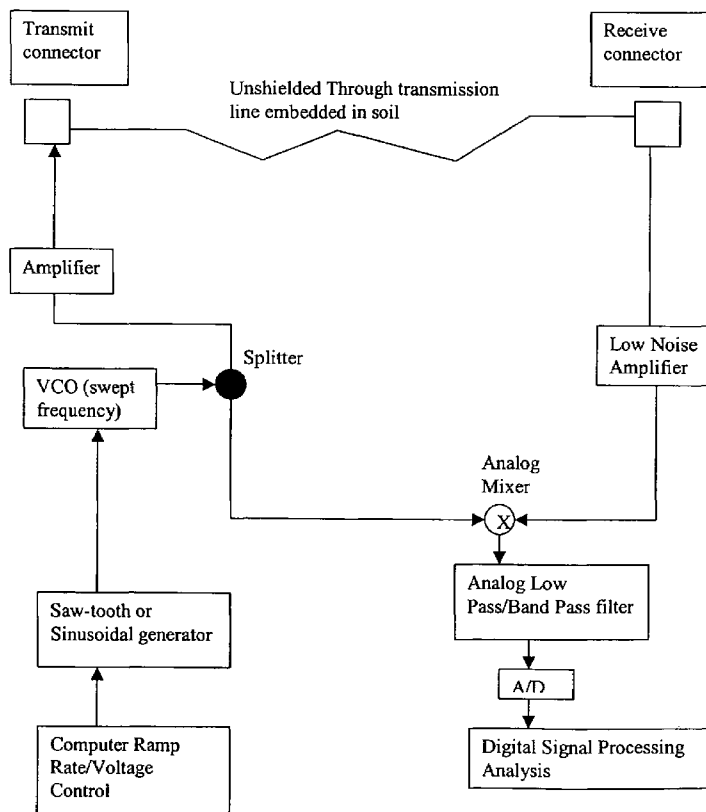 Transmit
connector
Receive
connector
Unshielded Through transmission
line embedded in soil
Amplifier
Splitter
Low Noise
Amplifier
VCO (swept
frequency)
Analog
Mixer
X
Saw-tooth or
Sinusoidal generator
Analog Low
Pass/Band Pass filter
A/D
Computer Ramp
Rate/Voltage
Control
Digital Signal Processing
Analysis